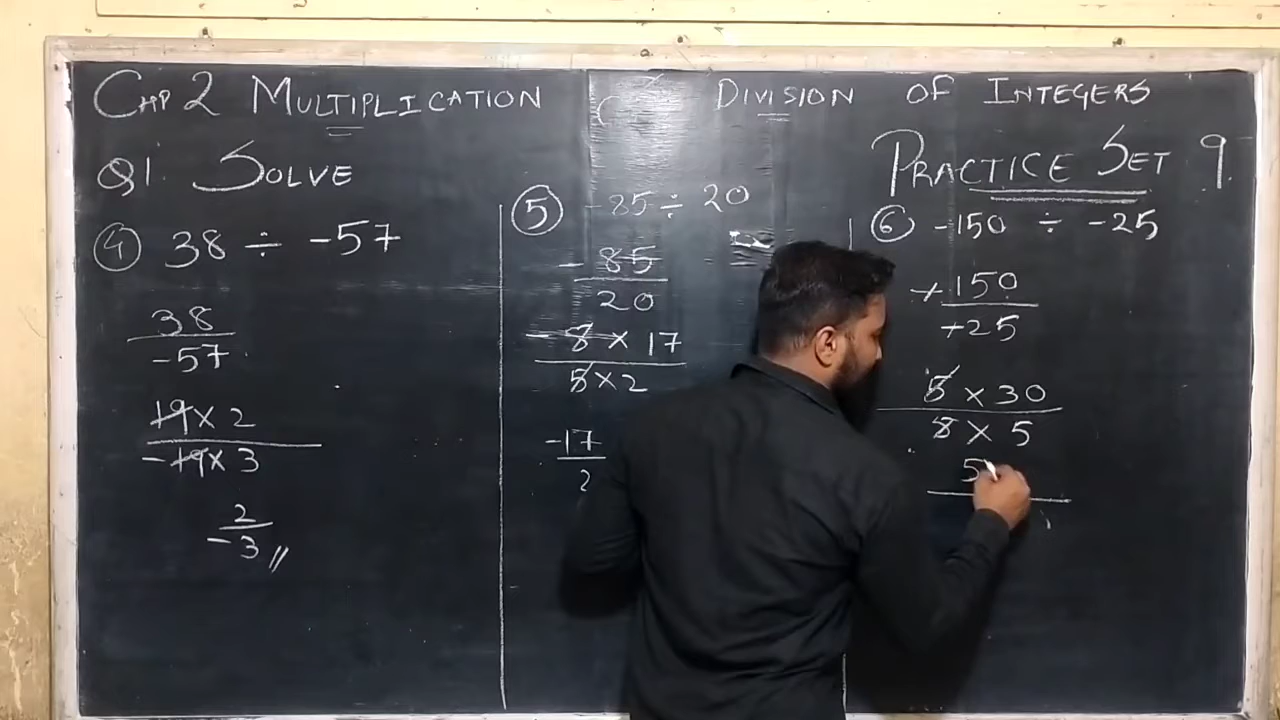 CHAP 2 MULTIPLICATION DIVISION OF INTEGERS
PRACTICE SET 9
Q1. SOLVE
④ 38 ÷ -57
38
-57
19 × 2
-19 × 3
2
-3 //
⑤ -85 ÷ 20
- 85
20
- 5 × 17
5 × 2
-17
2
⑥ -150 ÷ -25
+150
+25
5 × 30
5 × 5
5